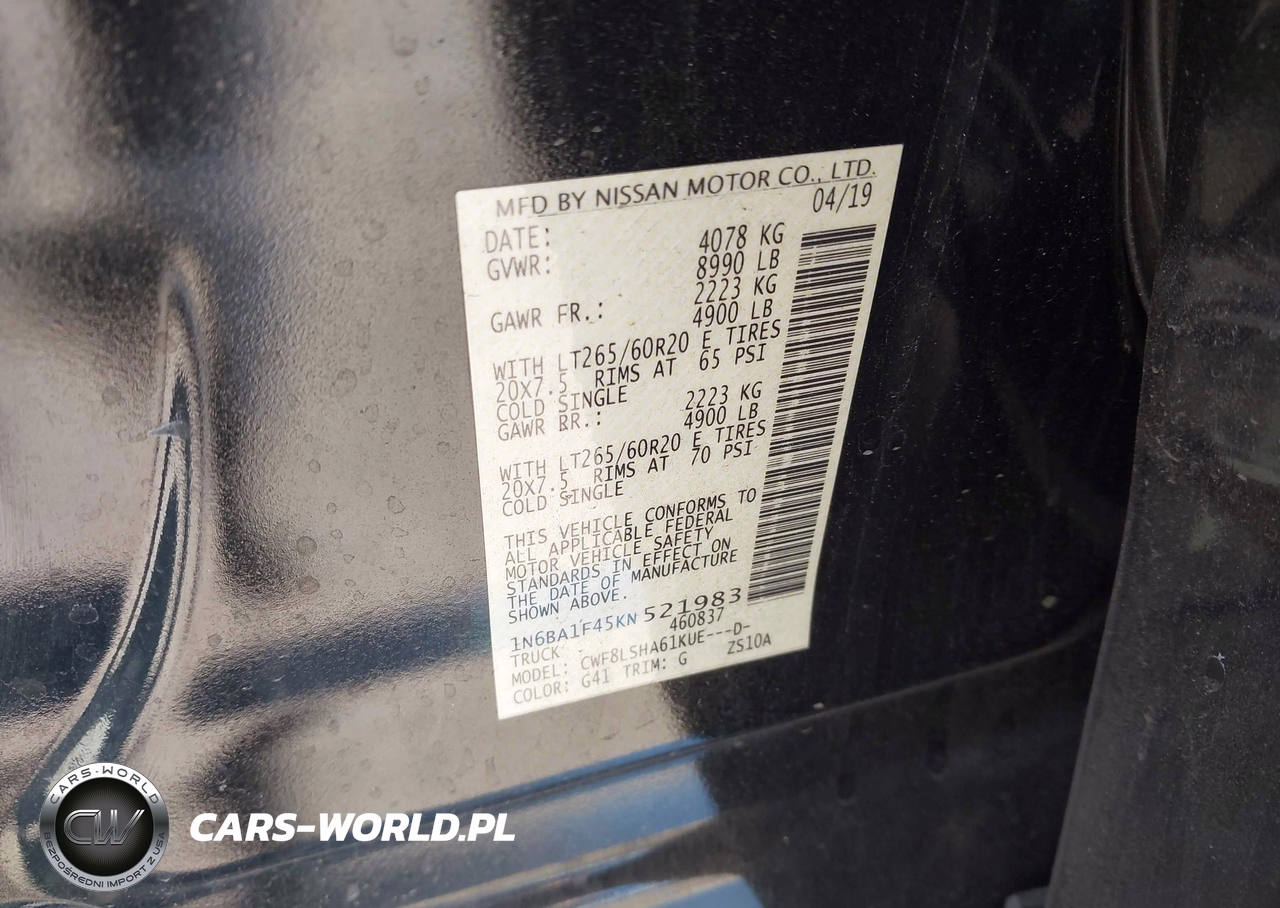 MFD BY NISSAN MOTOR CO., LTD.
DATE: 04/19
GVWR: 4078 KG
8990 LB
GAWR FR.: 2223 KG
4900 LB
WITH LT265/60R20 E TIRES
20X7.5 RIMS AT 65 PSI
COLD SINGLE
GAWR RR.: 2223 KG
4900 LB
WITH LT265/60R20 E TIRES
20X7.5 RIMS AT 70 PSI
COLD SINGLE
THIS VEHICLE CONFORMS TO
ALL APPLICABLE FEDERAL
MOTOR VEHICLE SAFETY
STANDARDS IN EFFECT ON
THE DATE OF MANUFACTURE
SHOWN ABOVE.
1N6BA1F45KN521983
TRUCK 460837
MODEL: CWF8LSHA61KUE---D-
COLOR: G41 TRIM: G ZS10A
CARS-WORLD
CW
BEZPOŚREDNI IMPORT Z USA
CARS-WORLD.PL